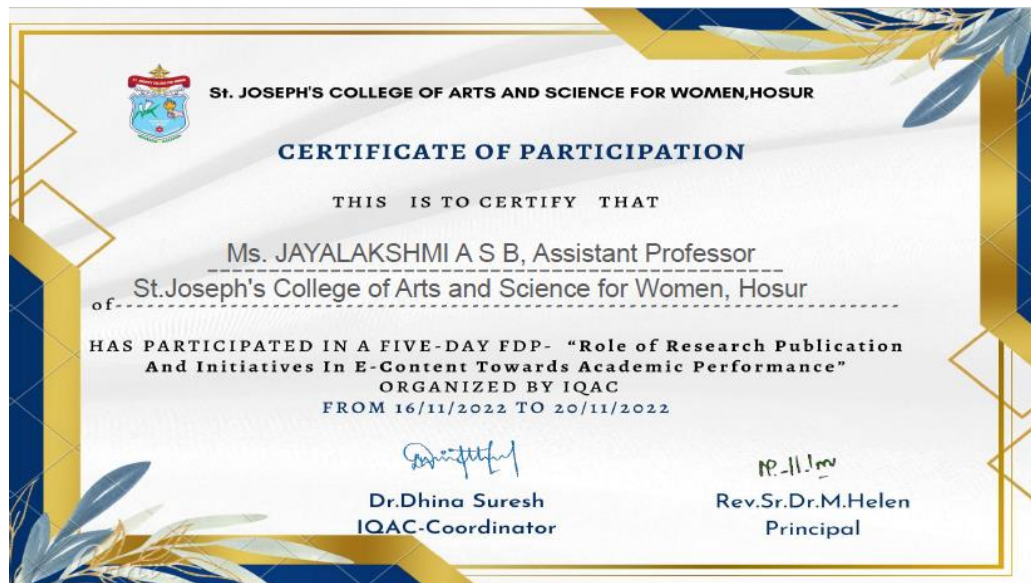 St. JOSEPH'S COLLEGE OF ARTS AND SCIENCE FOR WOMEN,HOSUR
CERTIFICATE OF PARTICIPATION
THIS IS TO CERTIFY THAT
Ms. JAYALAKSHMI A S B, Assistant Professor
of St.Joseph's College of Arts and Science for Women, Hosur
HAS PARTICIPATED IN A FIVE-DAY FDP- “Role of Research Publication
And Initiatives In E-Content Towards Academic Performance”
ORGANIZED BY IQAC
FROM 16/11/2022 TO 20/11/2022
Dr.Dhina Suresh
IQAC-Coordinator
Rev.Sr.Dr.M.Helen
Principal